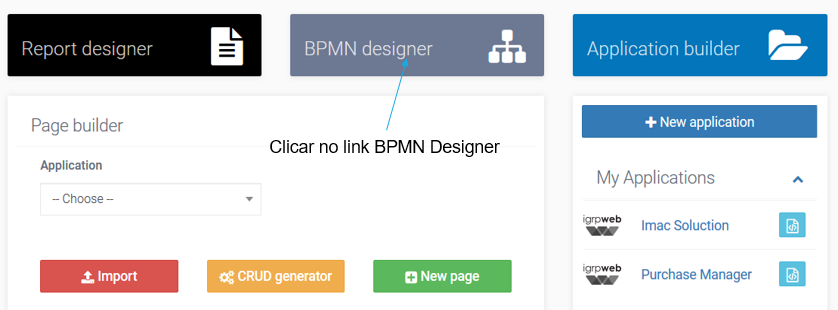 Report designer
BPMN designer
Application builder
Page builder
Clicar no link BPMN Designer
Application
-- Choose --
Import
CRUD generator
New page
New application
My Applications
igrpweb
Imac Soluction
igrpweb
Purchase Manager